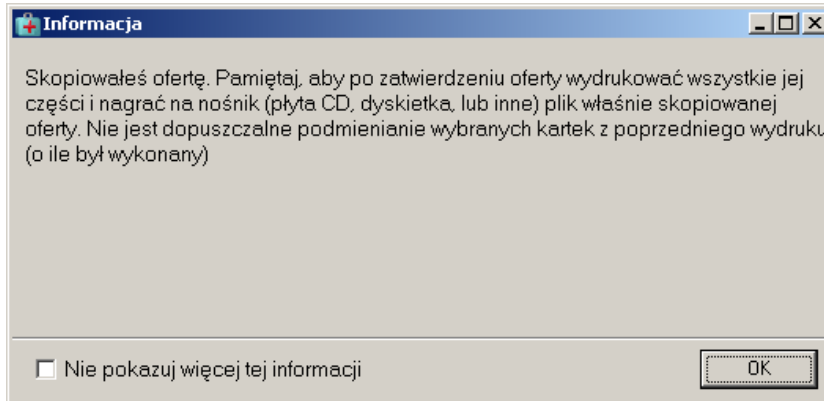 Informacja
Skopiowałeś ofertę. Pamiętaj, aby po zatwierdzeniu oferty wydrukować wszystkie jej
części i nagrać na nośnik (płyta CD, dyskietka, lub inne) plik właśnie skopiowanej
oferty. Nie jest dopuszczalne podmienianie wybranych kartek z poprzedniego wydruku
(o ile był wykonany)
Nie pokazuj więcej tej informacji
OK